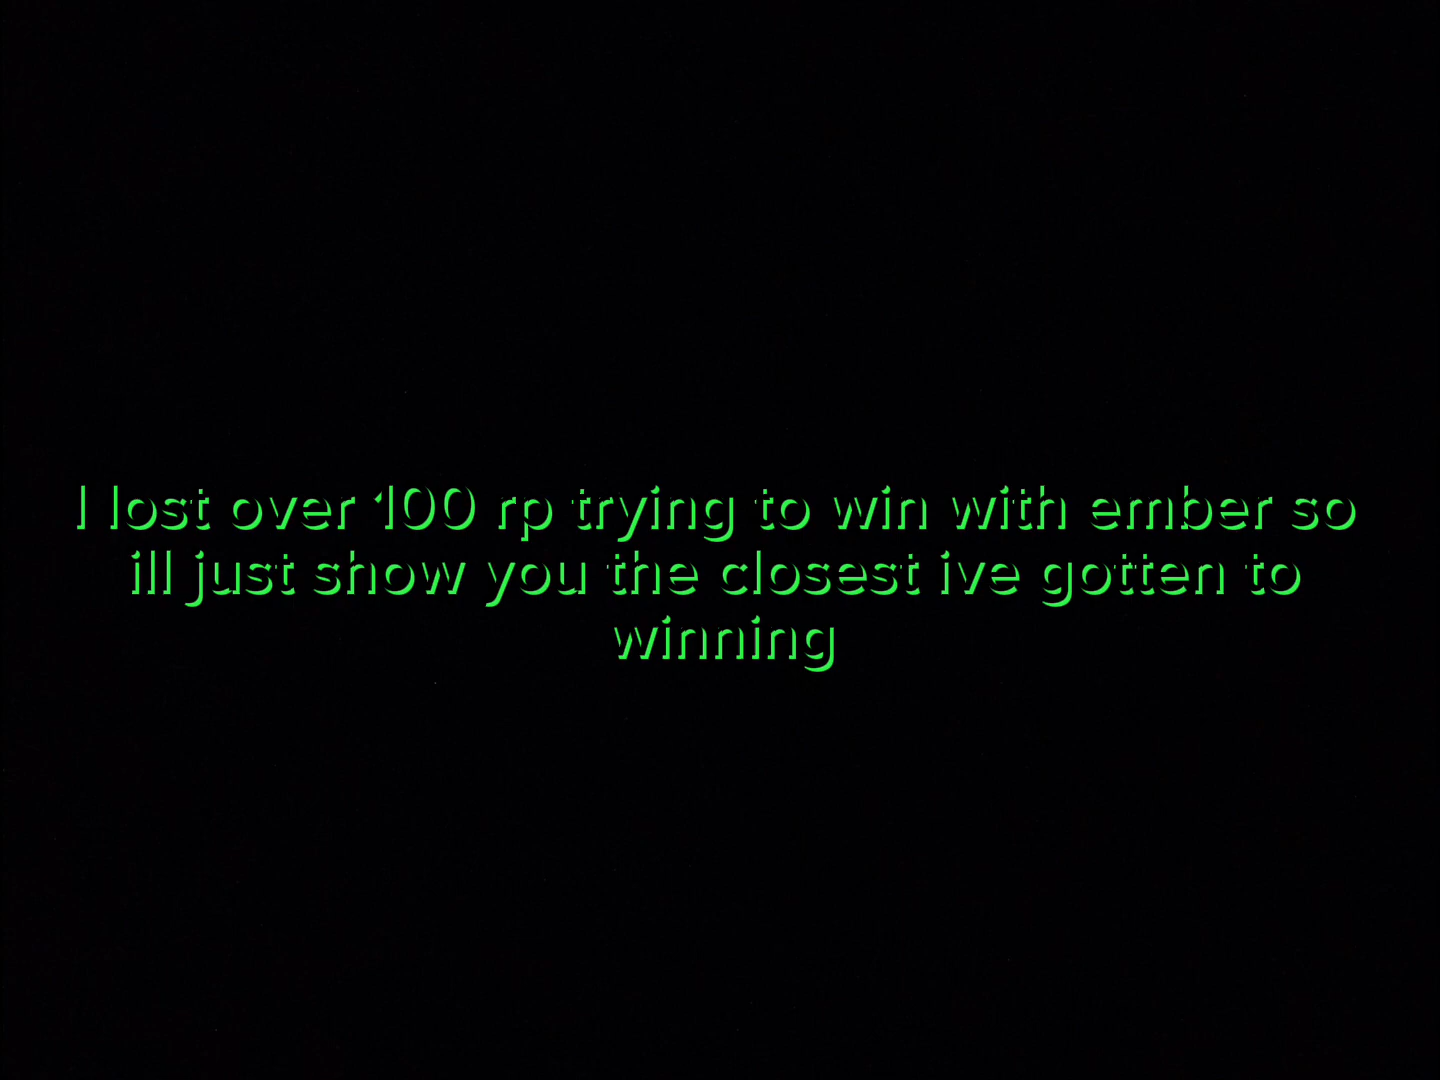 I lost over 100 rp trying to win with ember so
ill just show you the closest ive gotten to
winning